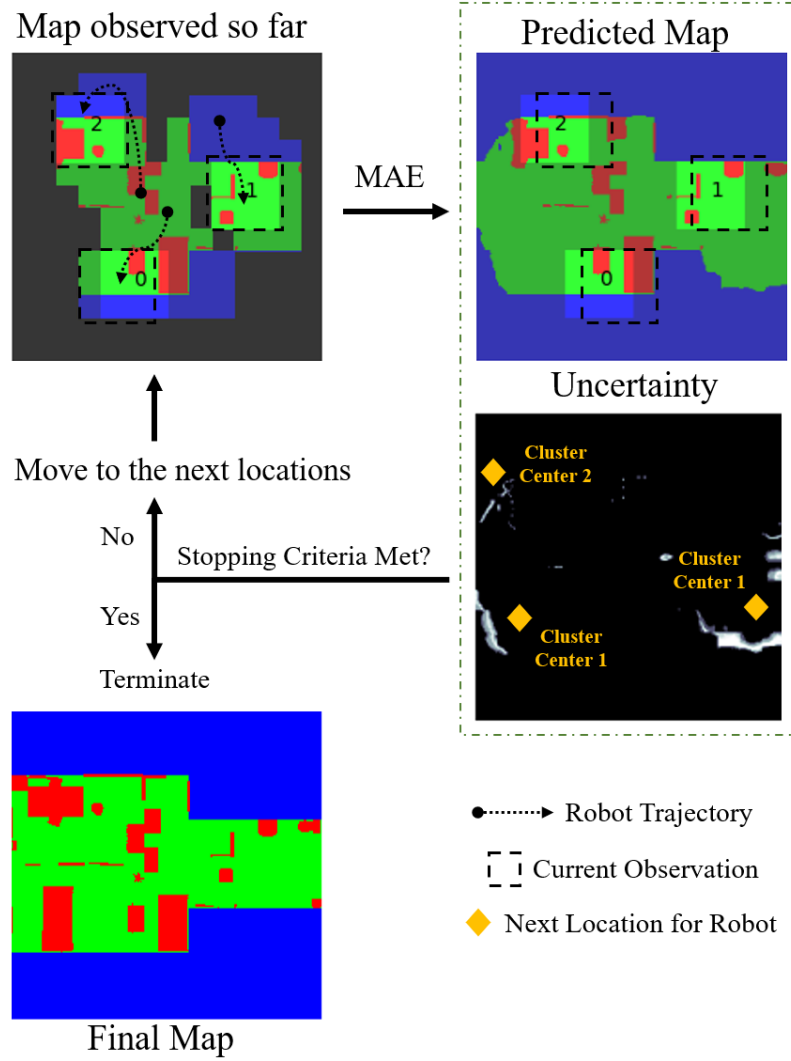 Map observed so far
Predicted Map
2
1
0
MAE
2
1
0
Uncertainty
Cluster
Center 2
Cluster
Center 1
Cluster
Center 1
Move to the next locations
No
Stopping Criteria Met?
Yes
Terminate
Robot Trajectory
Current Observation
Next Location for Robot
Final Map